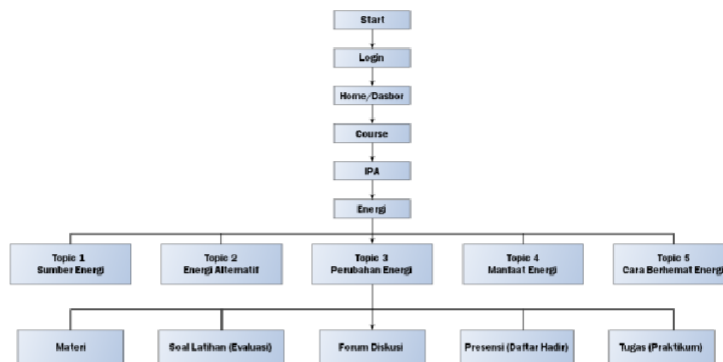 Start
Login
Home/Dasbor
Course
IPA
Energi
Topic 1
Sumber Energi
Topic 2
Energi Alternatif
Topic 3
Perubahan Energi
Topic 4
Manfaat Energi
Topic 5
Cara Berhemat Energi
Materi
Soal Latihan (Evaluasi)
Forum Diskusi
Presensi (Daftar Hadir)
Tugas (Praktikum)